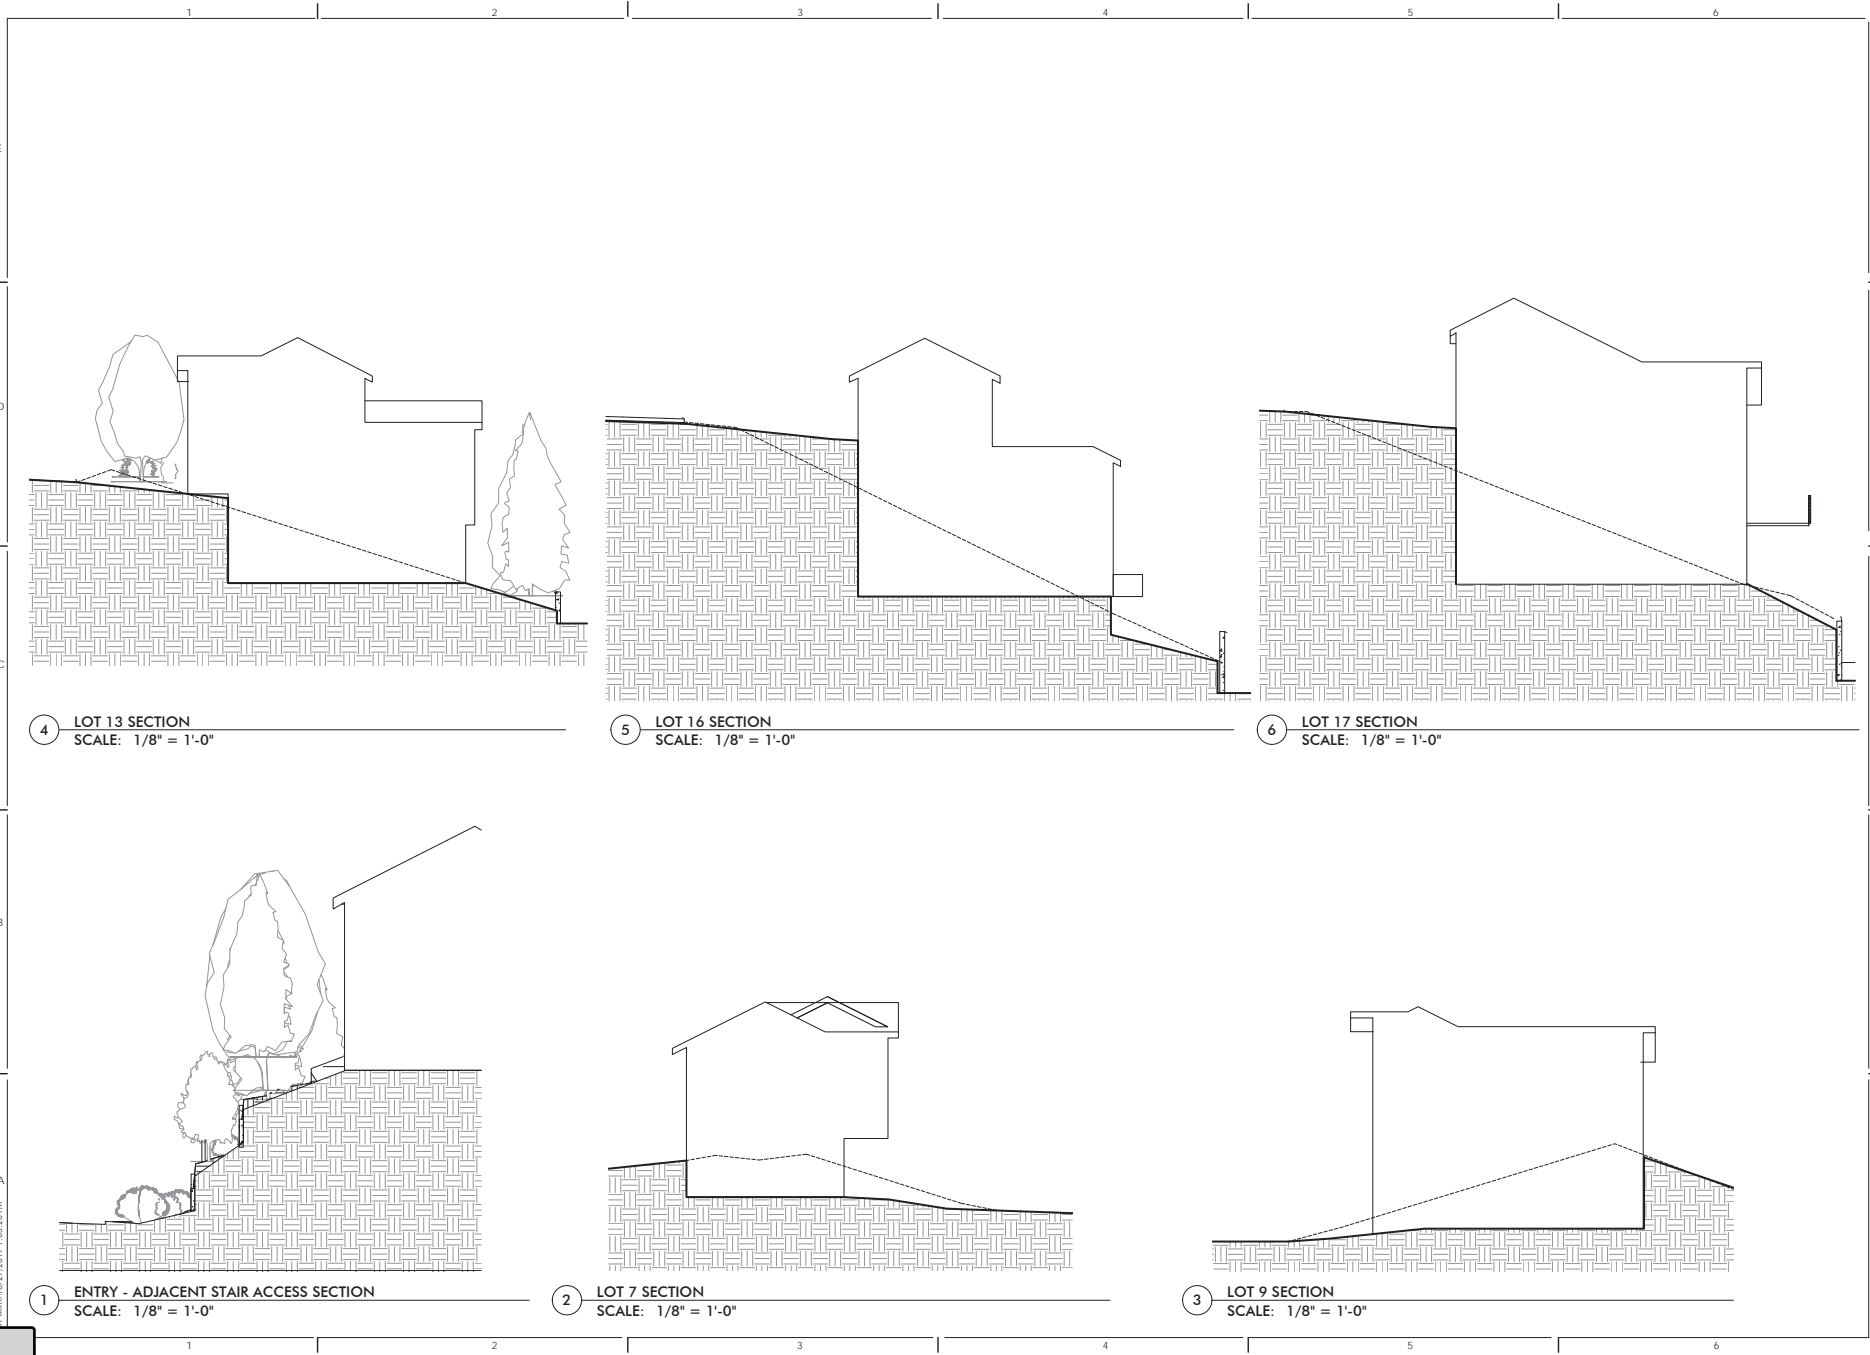 1 2 3 4 5 6
D
4 LOT 13 SECTION
SCALE: 1/8" = 1'-0"
5 LOT 16 SECTION
SCALE: 1/8" = 1'-0"
6 LOT 17 SECTION
SCALE: 1/8" = 1'-0"
A
1 ENTRY - ADJACENT STAIR ACCESS SECTION
SCALE: 1/8" = 1'-0"
2 LOT 7 SECTION
SCALE: 1/8" = 1'-0"
3 LOT 9 SECTION
SCALE: 1/8" = 1'-0"
1 2 3 4 5 6